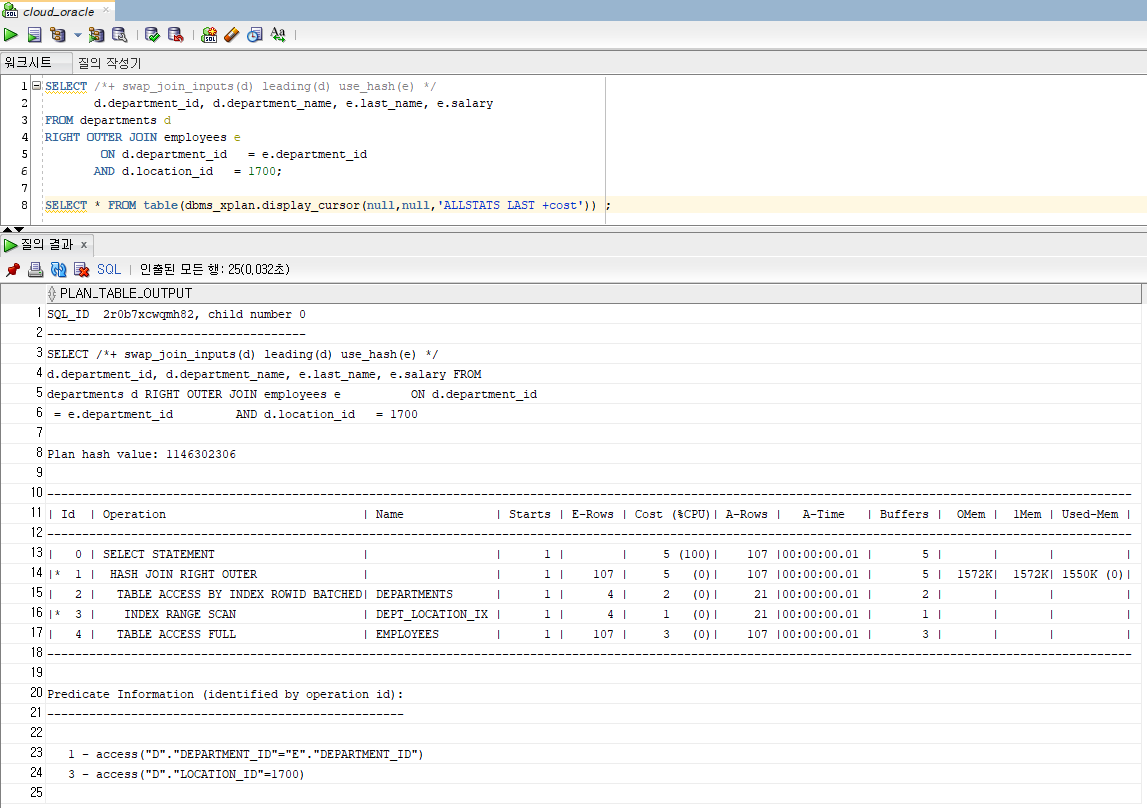 cloud_oracle
워크시트 질의 작성기
1 SELECT /*+ swap_join_inputs(d) leading(d) use_hash(e) */
2 d.department_id, d.department_name, e.last_name, e.salary
3 FROM departments d
4 RIGHT OUTER JOIN employees e
5 ON d.department_id   = e.department_id
6 AND d.location_id   = 1700;
7
8 SELECT * FROM table(dbms_xplan.display_cursor(null,null,'ALLSTATS LAST +cost')) ;
질의 결과 x
SQL | 인출된 모든 행: 25(0,032초)
PLAN_TABLE_OUTPUT
1 SQL_ID  2r0b7xcwqmh82, child number 0
2 -------------------------------------
3 SELECT /*+ swap_join_inputs(d) leading(d) use_hash(e) */
4 d.department_id, d.department_name, e.last_name, e.salary FROM
5 departments d RIGHT OUTER JOIN employees e          ON d.department_id
6  = e.department_id         AND d.location_id   = 1700
7
8 Plan hash value: 1146302306
9
10 -----------------------------------------------------------------------------------------------------------------------------------------------------------
11 | Id  | Operation                           | Name             | Starts | E-Rows | Cost (%CPU)| A-Rows |   A-Time   | Buffers |  OMem |  1Mem | Used-Mem |
12 -----------------------------------------------------------------------------------------------------------------------------------------------------------
13 |   0 | SELECT STATEMENT                    |                  |      1 |        |     5 (100)|    107 |00:00:00.01 |       5 |       |       |          |
14 |*  1 |  HASH JOIN RIGHT OUTER              |                  |      1 |    107 |     5   (0)|    107 |00:00:00.01 |       5 |  1572K|  1572K| 1550K (0)|
15 |   2 |   TABLE ACCESS BY INDEX ROWID BATCHED| DEPARTMENTS      |      1 |      4 |     2   (0)|     21 |00:00:00.01 |       2 |       |       |          |
16 |*  3 |    INDEX RANGE SCAN                 | DEPT_LOCATION_IX |      1 |      4 |     1   (0)|     21 |00:00:00.01 |       1 |       |       |          |
17 |   4 |   TABLE ACCESS FULL                 | EMPLOYEES        |      1 |    107 |     3   (0)|    107 |00:00:00.01 |       3 |       |       |          |
18 -----------------------------------------------------------------------------------------------------------------------------------------------------------
19
20 Predicate Information (identified by operation id):
21 ---------------------------------------------------
22
23    1 - access("D"."DEPARTMENT_ID"="E"."DEPARTMENT_ID")
24    3 - access("D"."LOCATION_ID"=1700)
25